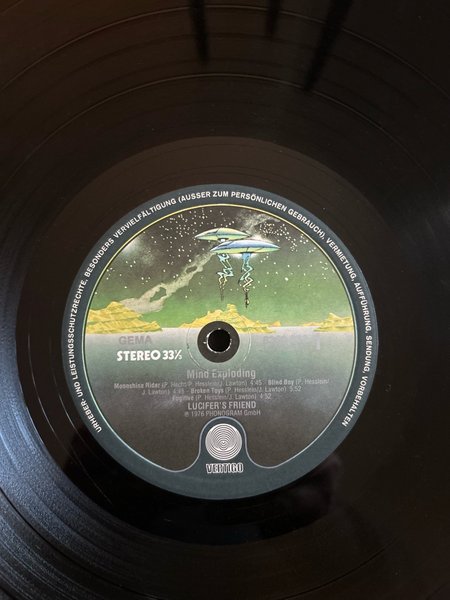 URHEBER- UND LEISTUNGSSCHUTZRECHTE, BESONDERS VERVIELFÄLTIGUNG (AUSSER ZUM PERSÖNLICHEN GEBRAUCH), VERMIETUNG, AUFFÜHRUNG, SENDUNG, VORBEHALTEN
GEMA
STEREO 33⅓
Mind Exploding
Moonshine Rider (P. Hecht/P. Hesslein/J. Lawton) 4:45 · Blind Boy (P. Hesslein/
J. Lawton) 4:45 · Broken Toys (P. Hesslein/J. Lawton) 5:52
Fugitive (P. Hesslein/J. Lawton) 4:52
LUCIFER'S FRIEND
℗ 1976 PHONOGRAM GmbH
VERTIGO